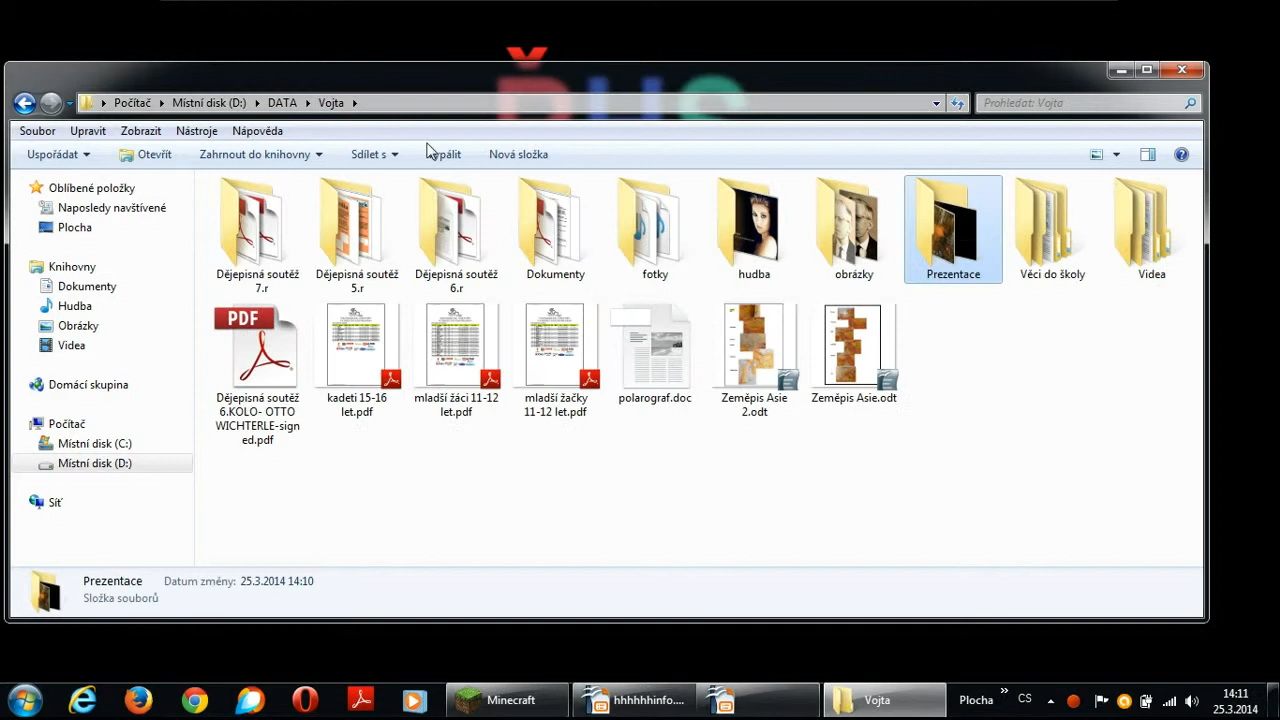 Počítač
Místní disk (D:)
DATA
Vojta
Prohledat: Vojta
Soubor
Upravit
Zobrazit
Nástroje
Nápověda
Uspořádat
Otevřít
Zahrnout do knihovny
Sdílet s
Nová složka
Oblíbené položky
Naposledy navštívené
Plocha
Knihovny
Dokumenty
Hudba
Obrázky
Videa
Domácí skupina
Počítač
Místní disk (C:)
Místní disk (D:)
Síť
Dějepisná soutěž
7.r
Dějepisná soutěž
5.r
Dějepisná soutěž
6.r
Dokumenty
fotky
hudba
obrázky
Prezentace
Věci do školy
Videa
PDF
Dějepisná soutěž
6.KOLO- OTTO
WICHTERLE-sign
ed.pdf
kadeti 15-16
let.pdf
mladší žáci 11-12
let.pdf
mladší žačky
11-12 let.pdf
polarograf.doc
Zeměpis Asie
2.odt
Zeměpis Asie.odt
Prezentace
Datum změny: 25.3.2014 14:10
Složka souborů
Minecraft
hhhhhhinfo....
Vojta
Plocha
CS
14:11
25.3.2014